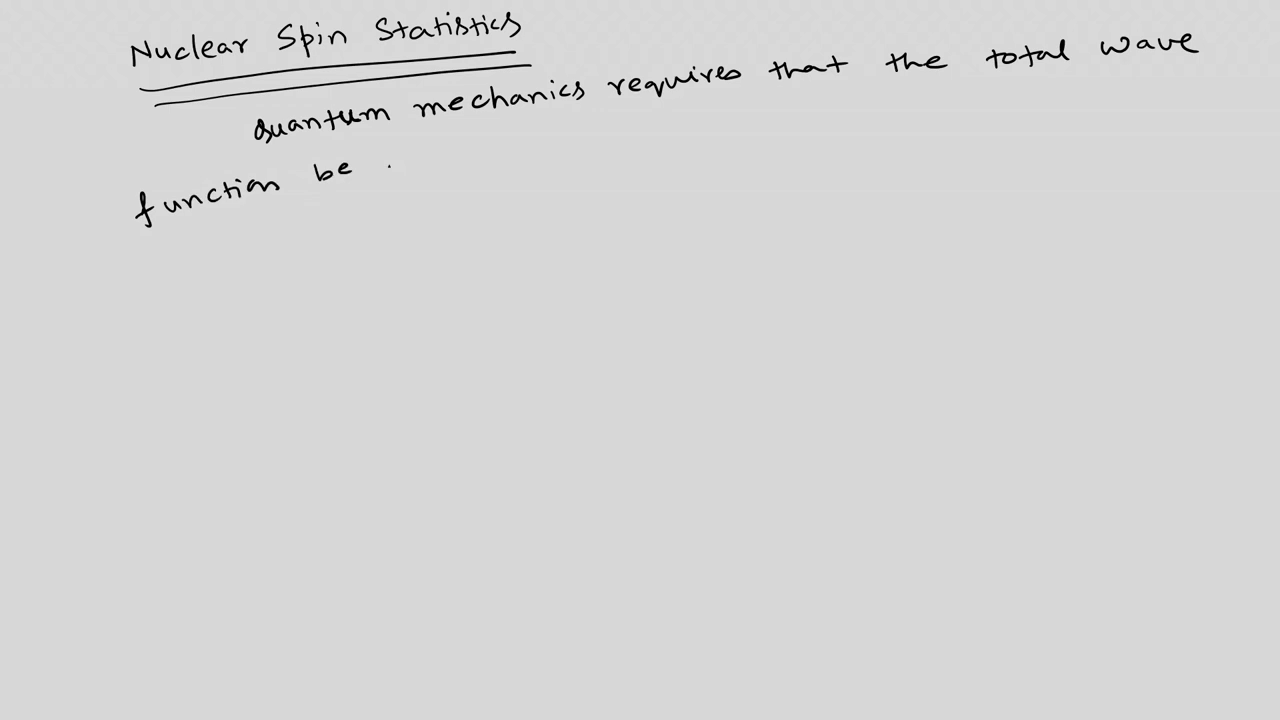 Nuclear Spin Statistics
quantum mechanics requires that the total wave
function be